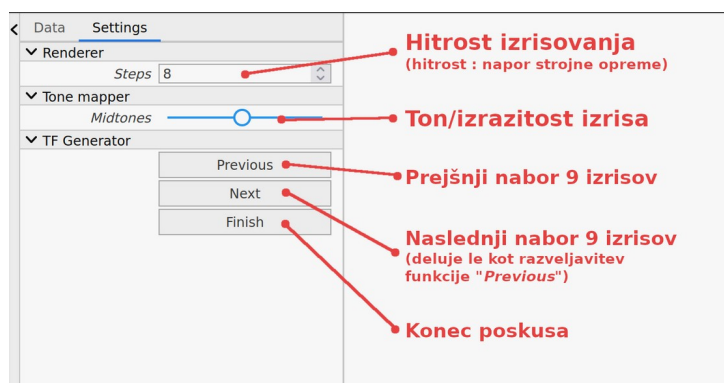 Data Settings
Renderer
Steps 8
Tone mapper
Midtones
TF Generator
Previous
Next
Finish
Hitrost izrisovanja
(hitrost : napor strojne opreme)
Ton/izrazitost izrisa
Prejšnji nabor 9 izrisov
Naslednji nabor 9 izrisov
(deluje le kot razveljavitev
funkcije "Previous")
Konec poskusa